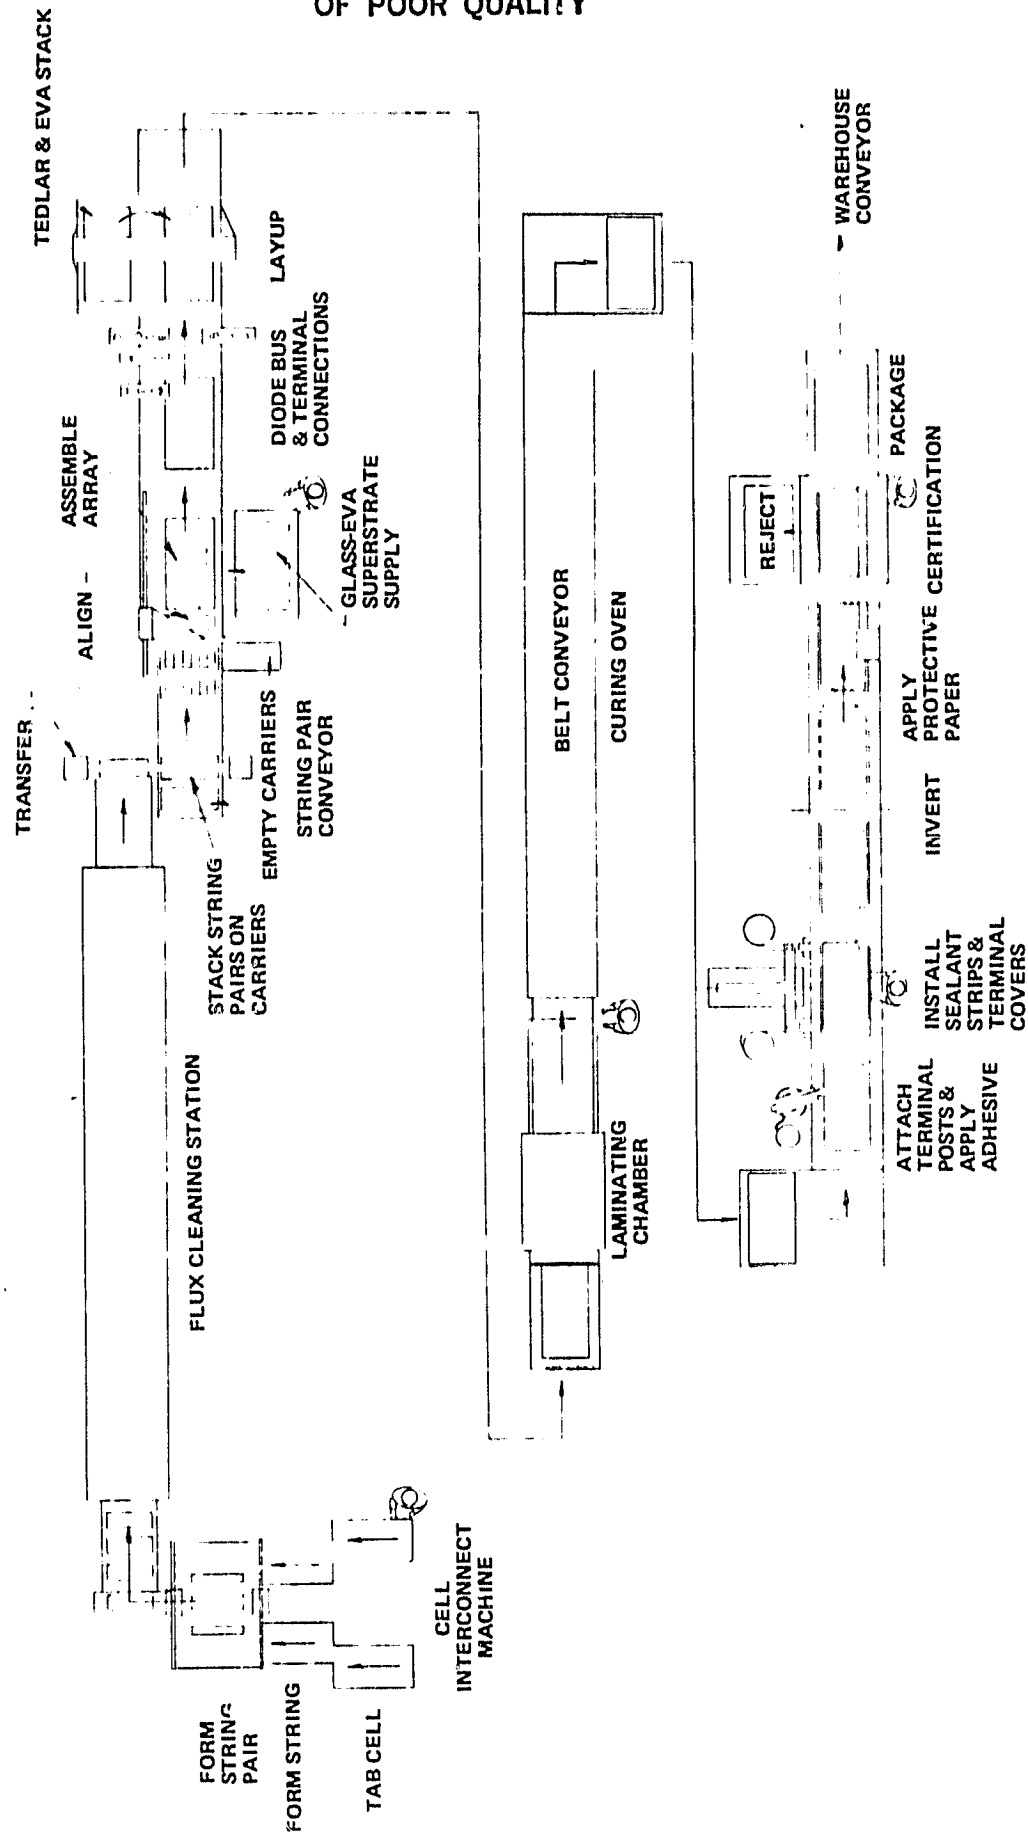 OF POOR QUALITY
TEDLAR & EVA STACK
LAYUP
DIODE BUS
& TERMINAL
CONNECTIONS
ASSEMBLE
ARRAY
GLASS-EVA
SUPERSTRATE
SUPPLY
ALIGN
TRANSFER
EMPTY CARRIERS
STRING PAIR
CONVEYOR
STACK STRING
PAIRS ON
CARRIERS
FLUX CLEANING STATION
FORM
STRING
PAIR
FORM STRING
TAB CELL
CELL
INTERCONNECT
MACHINE
LAMINATING
CHAMBER
BELT CONVEYOR
CURING OVEN
ATTACH
TERMINAL
POSTS &
APPLY
ADHESIVE
INSTALL
SEALANT
STRIPS &
TERMINAL
COVERS
INVERT
APPLY
PROTECTIVE
PAPER
CERTIFICATION
REJECT
PACKAGE
WAREHOUSE
CONVEYOR